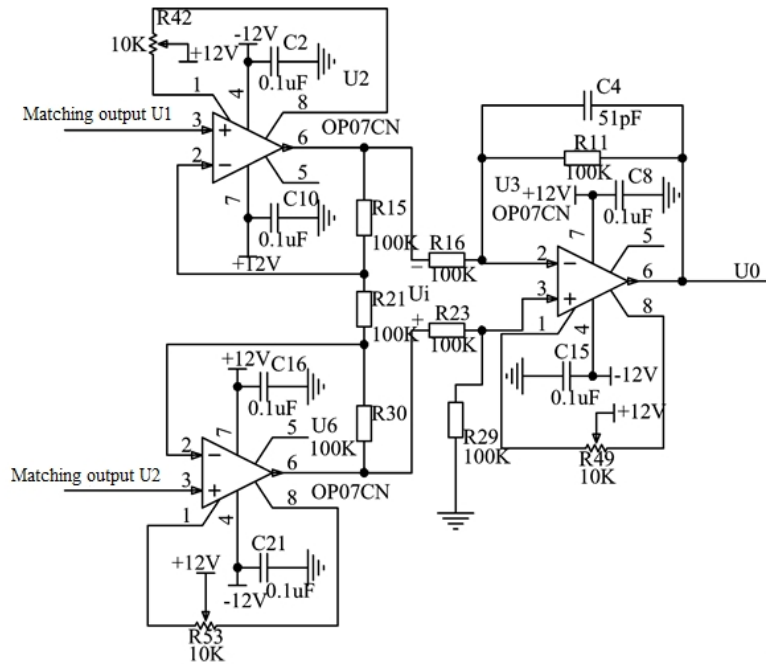 R42
10K
+12V
-12V
C2
0.1uF
U2
1
4
8
Matching output U1
3
+
2
−
6
OP07CN
5
7
C10
0.1uF
+12V
R15
100K
R21
100K
R30
100K
R16
100K
−
Ui
+
R23
100K
R29
100K
C4
51pF
R11
100K
U3
+12V
OP07CN
C8
0.1uF
7
5
2
−
3
+
6
U0
1
4
8
C15
0.1uF
-12V
+12V
R49
10K
+12V
C16
0.1uF
7
5
U6
2
−
3
+
6
OP07CN
Matching output U2
1
4
8
C21
0.1uF
-12V
+12V
R53
10K